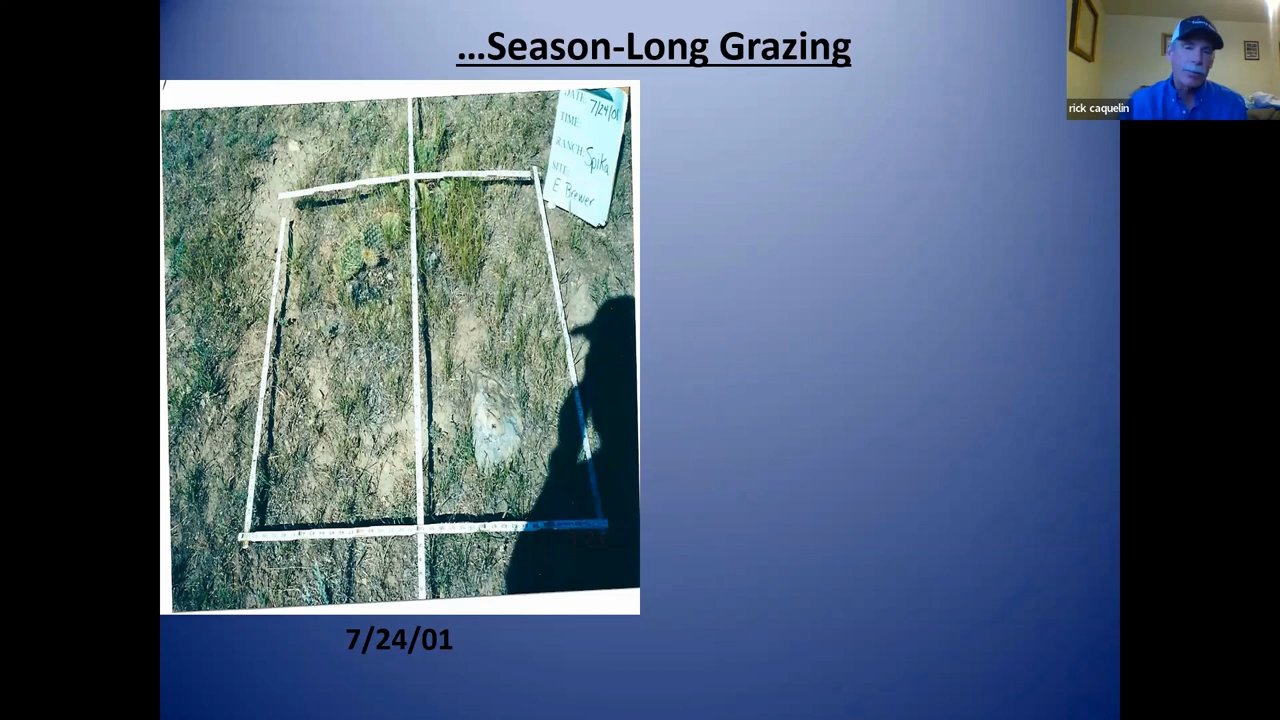 …Season-Long Grazing
rick caquelin
DATE: 7/24/01
TIME:
RANCH: Spika
SITE:
E Brewer
7/24/01